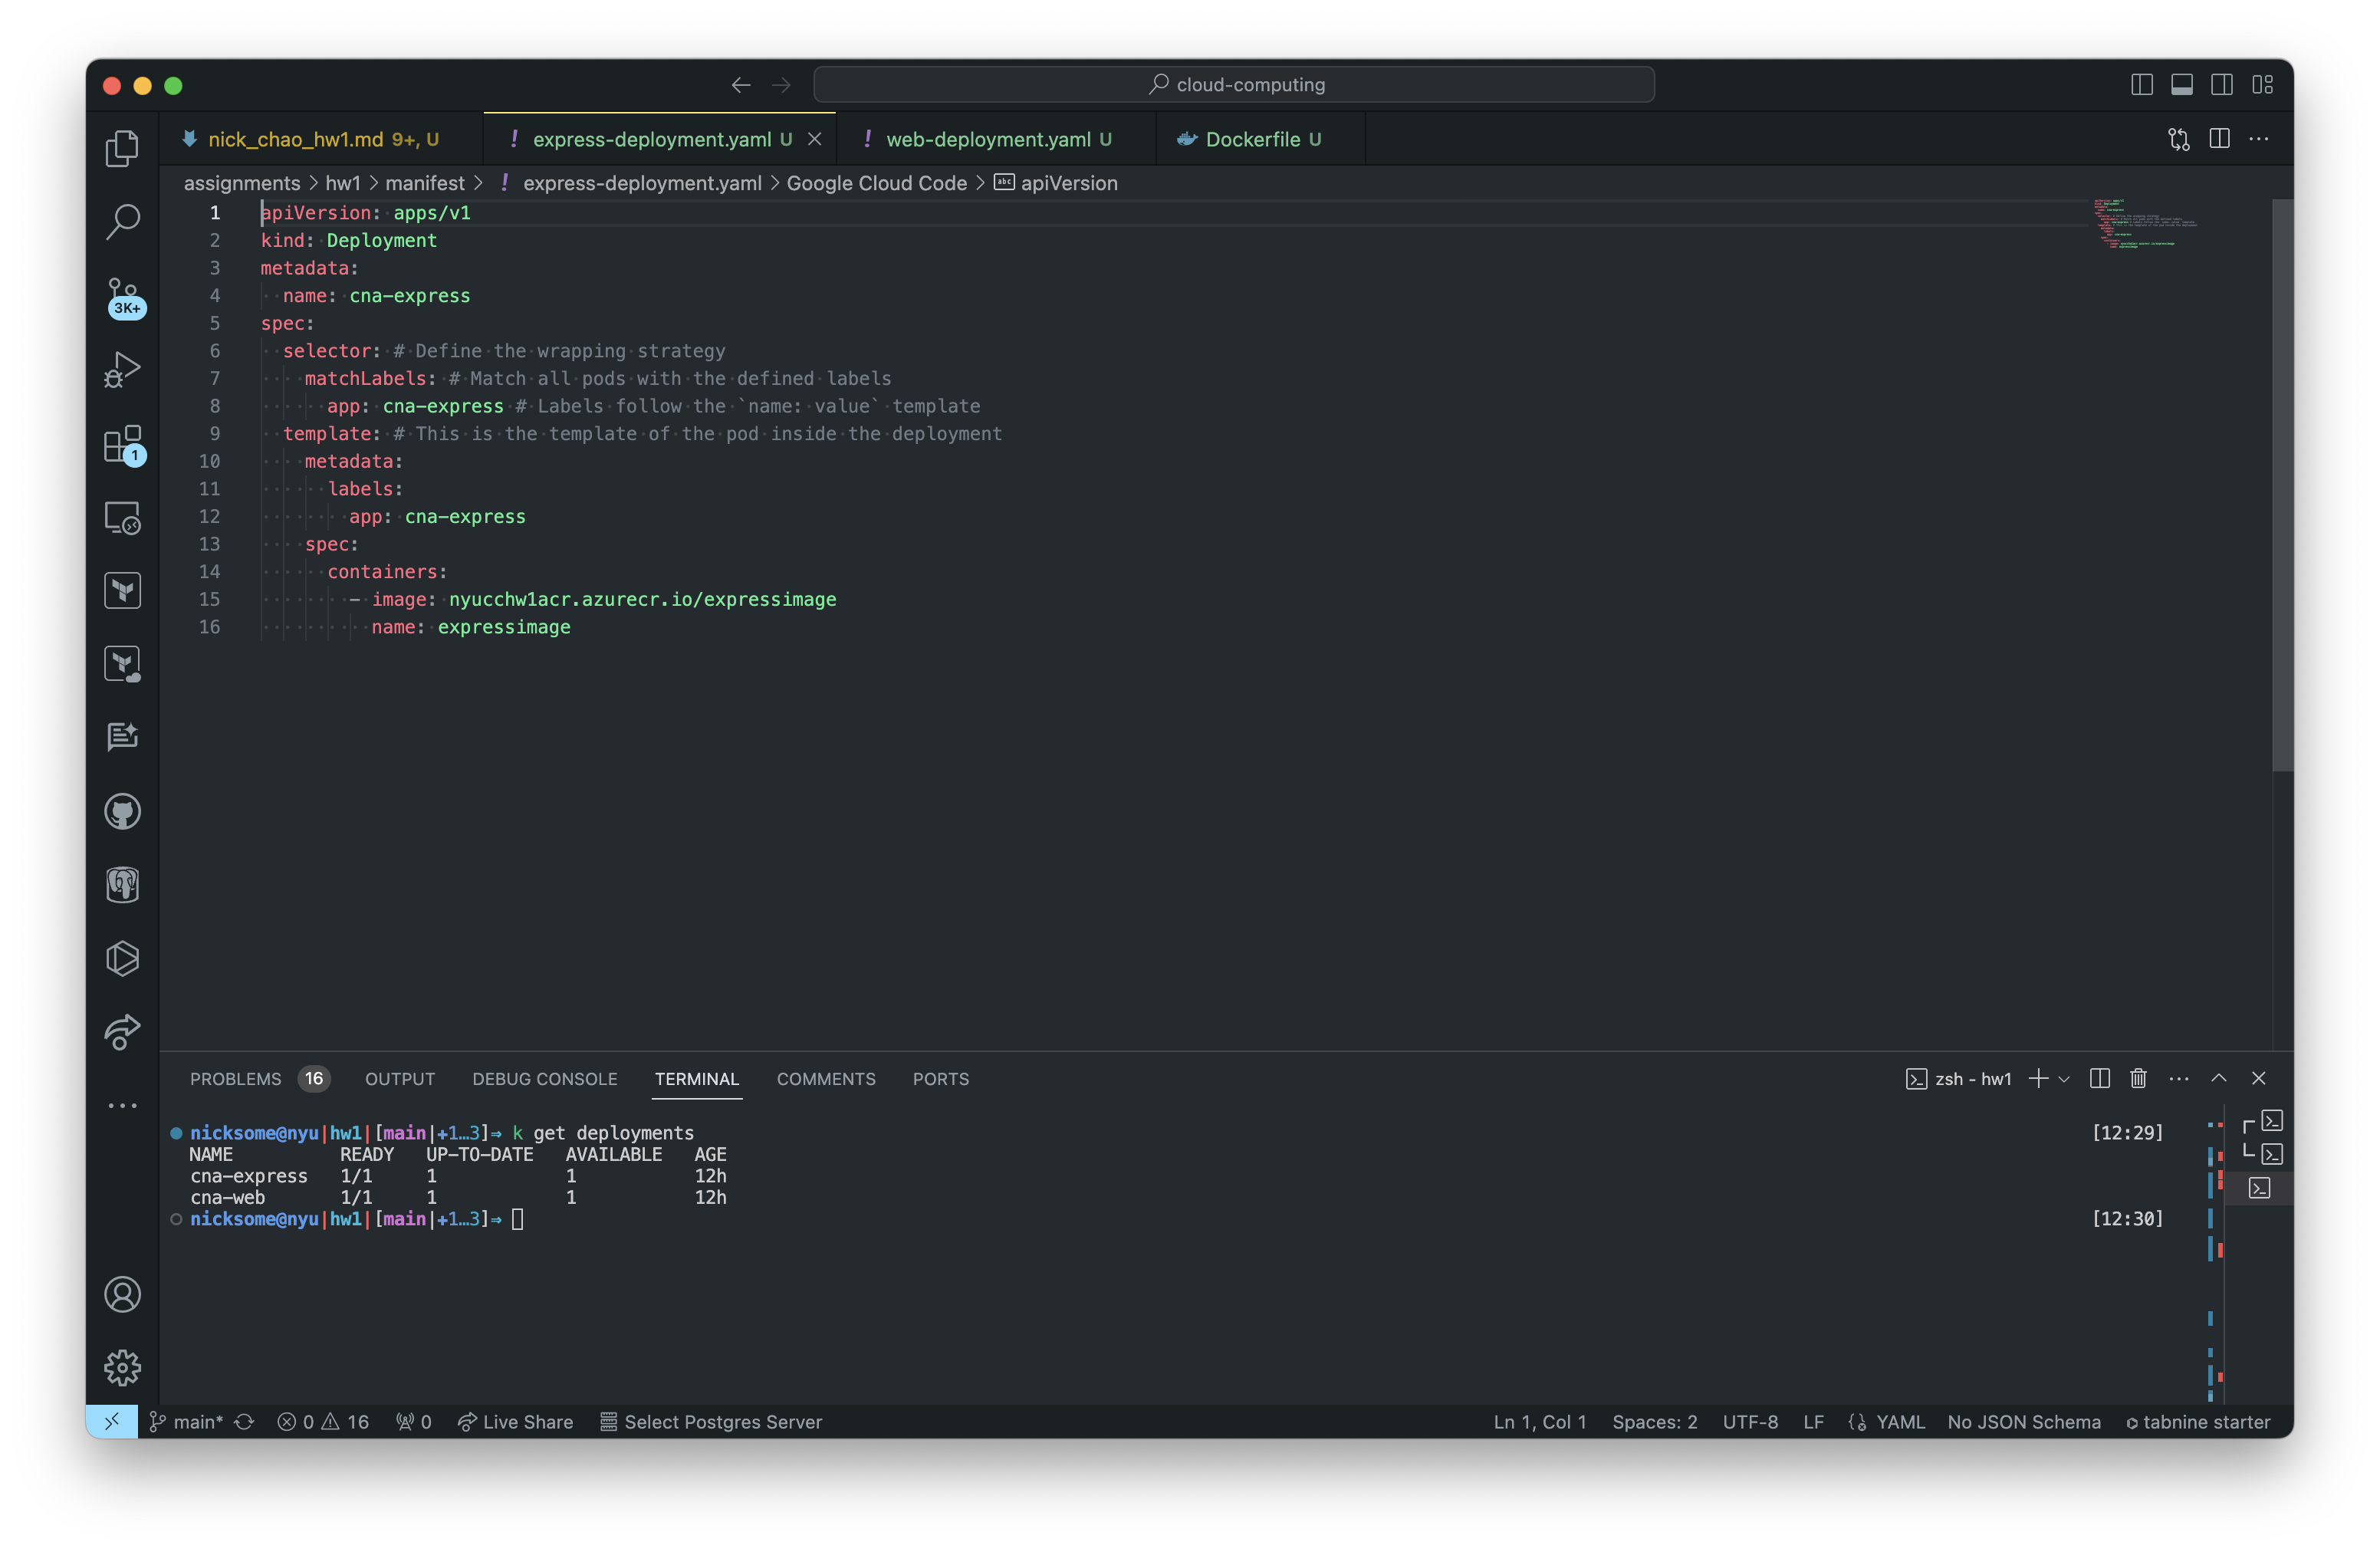 cloud-computing
nick_chao_hw1.md 9+, U
! express-deployment.yaml U
! web-deployment.yaml U
Dockerfile U
assignments > hw1 > manifest > ! express-deployment.yaml > Google Cloud Code > abc apiVersion
1 apiVersion: apps/v1
2 kind: Deployment
3 metadata:
4   name: cna-express
5 spec:
6   selector: # Define the wrapping strategy
7     matchLabels: # Match all pods with the defined labels
8       app: cna-express # Labels follow the `name: value` template
9   template: # This is the template of the pod inside the deployment
10     metadata:
11       labels:
12         app: cna-express
13     spec:
14       containers:
15         - image: nyucchw1acr.azurecr.io/expressimage
16           name: expressimage
3K+
1
PROBLEMS 16 OUTPUT DEBUG CONSOLE TERMINAL COMMENTS PORTS zsh - hw1
nicksome@nyu|hw1|[main|+1…3]⇒ k get deployments [12:29]
NAME READY UP-TO-DATE AVAILABLE AGE
cna-express 1/1 1 1 12h
cna-web 1/1 1 1 12h
nicksome@nyu|hw1|[main|+1…3]⇒ [12:30]
main* 0 16 0 Live Share Select Postgres Server Ln 1, Col 1 Spaces: 2 UTF-8 LF YAML No JSON Schema tabnine starter